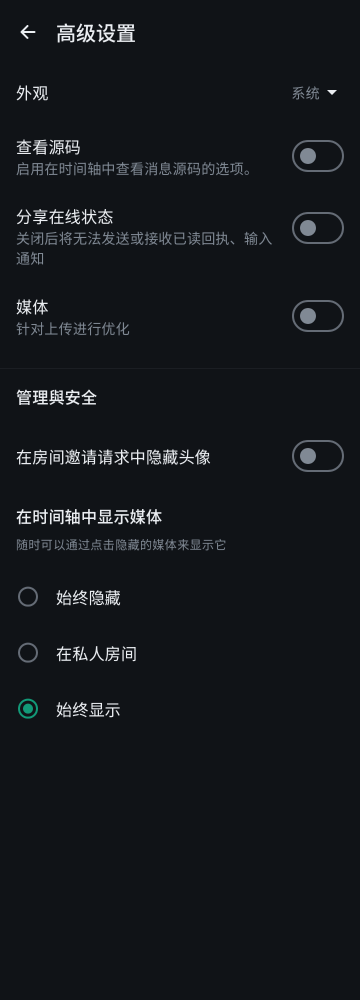 高级设置
外观
系统
查看源码
启用在时间轴中查看消息源码的选项。
分享在线状态
关闭后将无法发送或接收已读回执、输入
通知
媒体
针对上传进行优化
管理與安全
在房间邀请请求中隐藏头像
在时间轴中显示媒体
随时可以通过点击隐藏的媒体来显示它
始终隐藏
在私人房间
始终显示